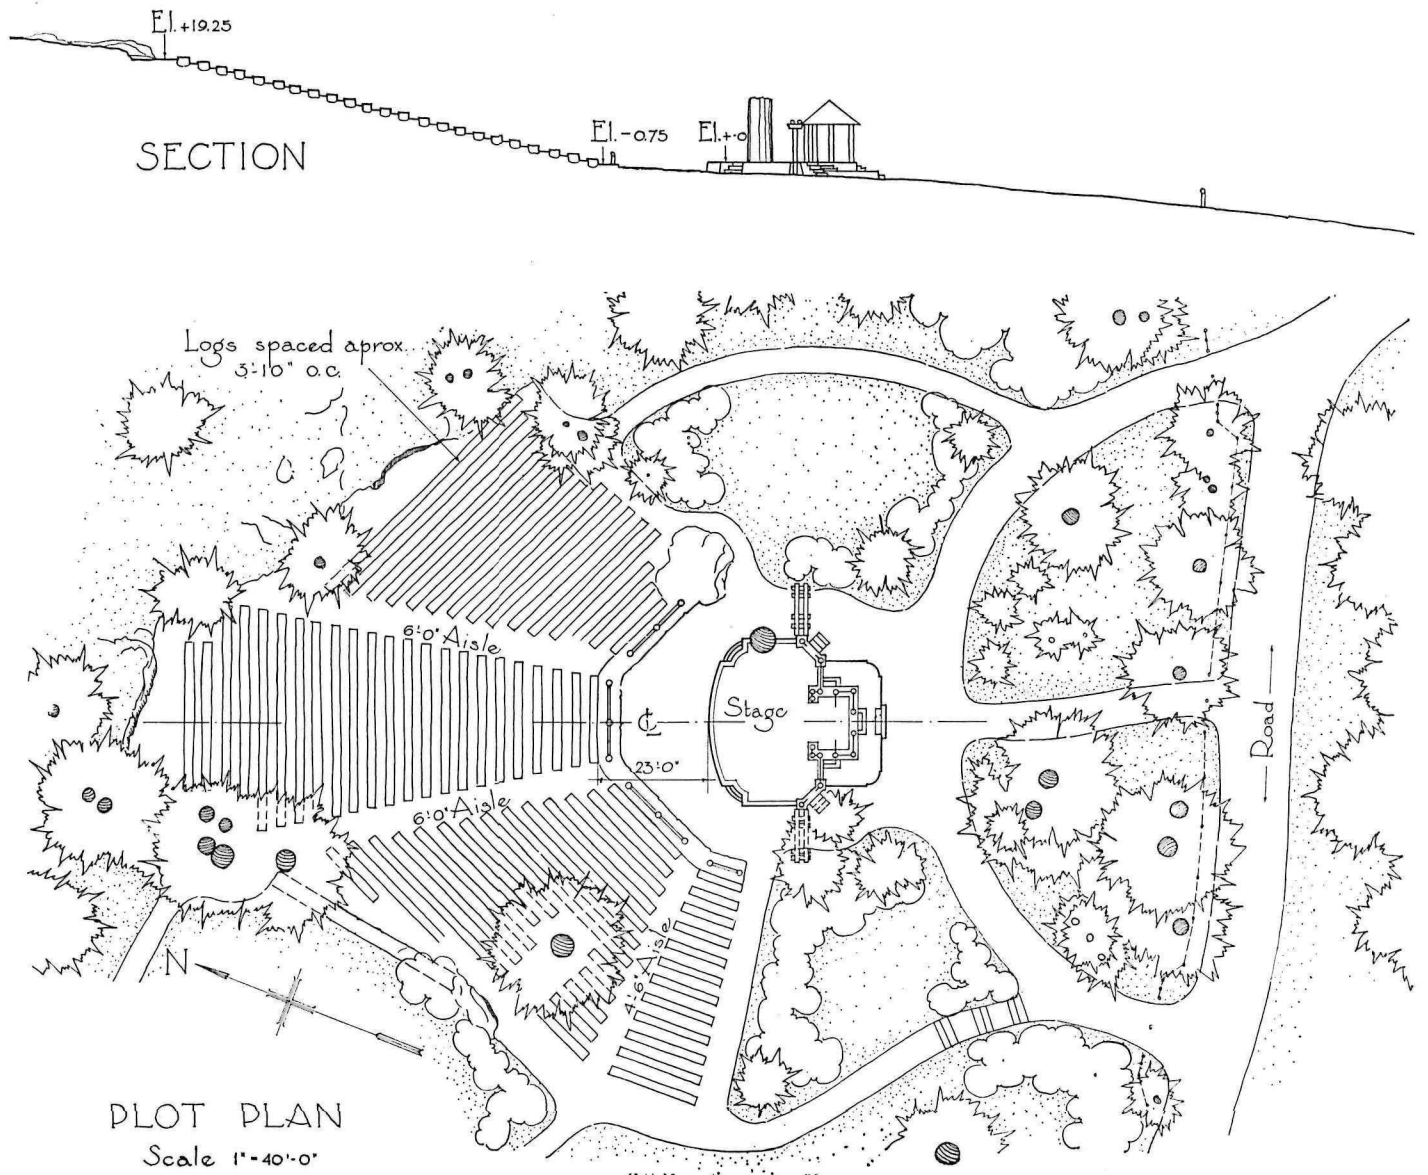 El. +19.25
El. -0.75
El. +-0
SECTION
Logs spaced aprox.
3'-10" O.C.
6'-0" Aisle
Stage
℄
Road
23'-0"
6'-0" Aisle
4'-6" Aisle
N
PLOT PLAN
Scale 1"=40'-0"